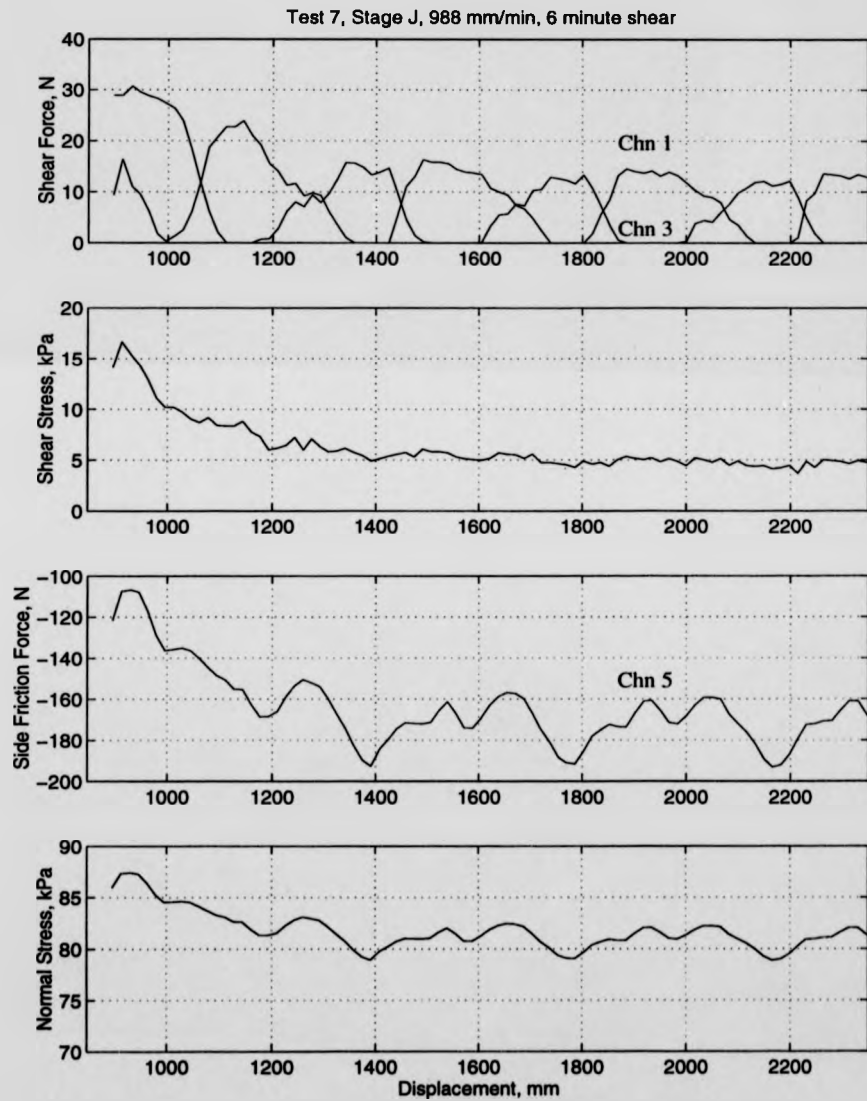 Test 7, Stage J, 988 mm/min, 6 minute shear
Shear Force, N
40
30
20
10
0
Chn 1
Chn 3
1000 1200 1400 1600 1800 2000 2200
Shear Stress, kPa
20
15
10
5
0
1000 1200 1400 1600 1800 2000 2200
Side Friction Force, N
−100
−120
−140
−160
−180
−200
Chn 5
1000 1200 1400 1600 1800 2000 2200
Normal Stress, kPa
90
85
80
75
70
1000 1200 1400 1600 1800 2000 2200
Displacement, mm